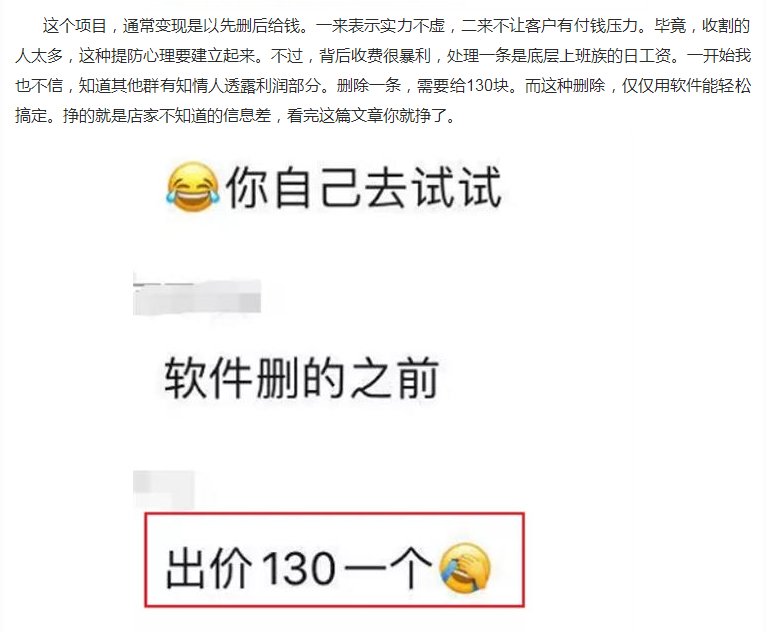 这个项目，通常变现是以先删后给钱。一来表示实力不虚，二来不让客户有付钱压力。毕竟，收割的
人太多，这种提防心理要建立起来。不过，背后收费很暴利，处理一条是底层上班族的日工资。一开始我
也不信，知道其他群有知情人透露利润部分。删除一条，需要给130块。而这种删除，仅仅用软件能轻松
搞定。挣的就是店家不知道的信息差，看完这篇文章你就挣了。
😂你自己去试试
软件删的之前
出价130一个🤦